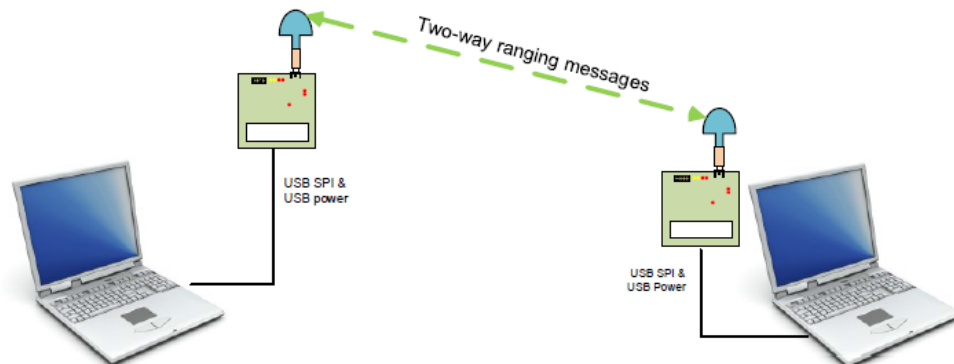 Two-way ranging messages
USB SPI &
USB power
USB SPI &
USB Power